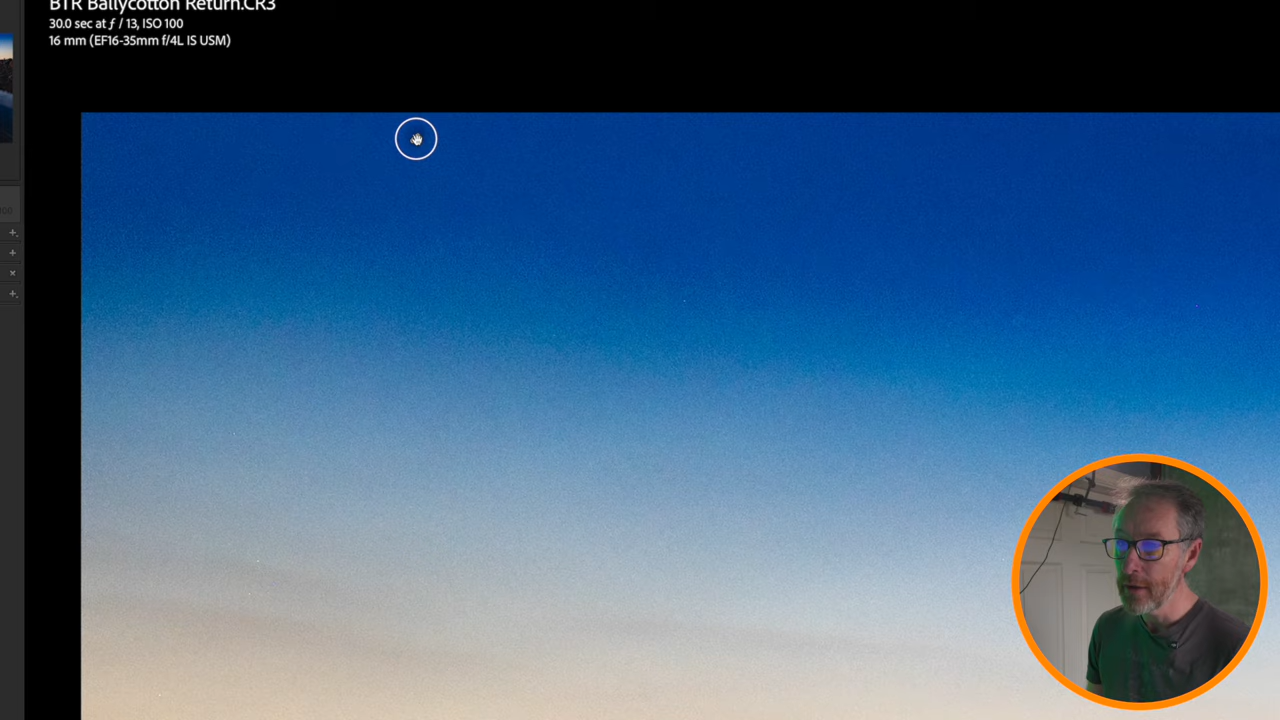 BTR Ballycotton Return.CR3
30.0 sec at ƒ / 13, ISO 100
16 mm (EF16-35mm f/4L IS USM)